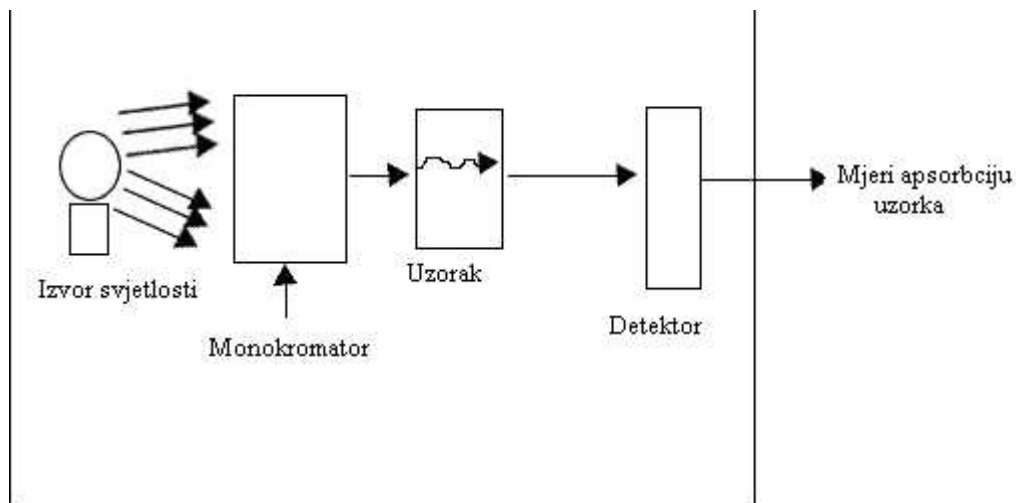 Izvor svjetlosti
Monokromator
Uzorak
Detektor
Mjeri apsorbciju
uzorka